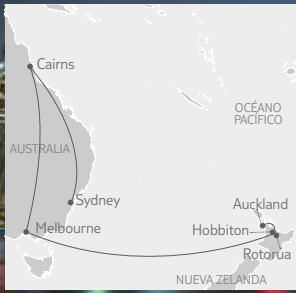 Cairns
OCÉANO
PACÍFICO
AUSTRALIA
Sydney
Auckland
Melbourne
Hobbiton
Rotorua
NUEVA ZELANDA